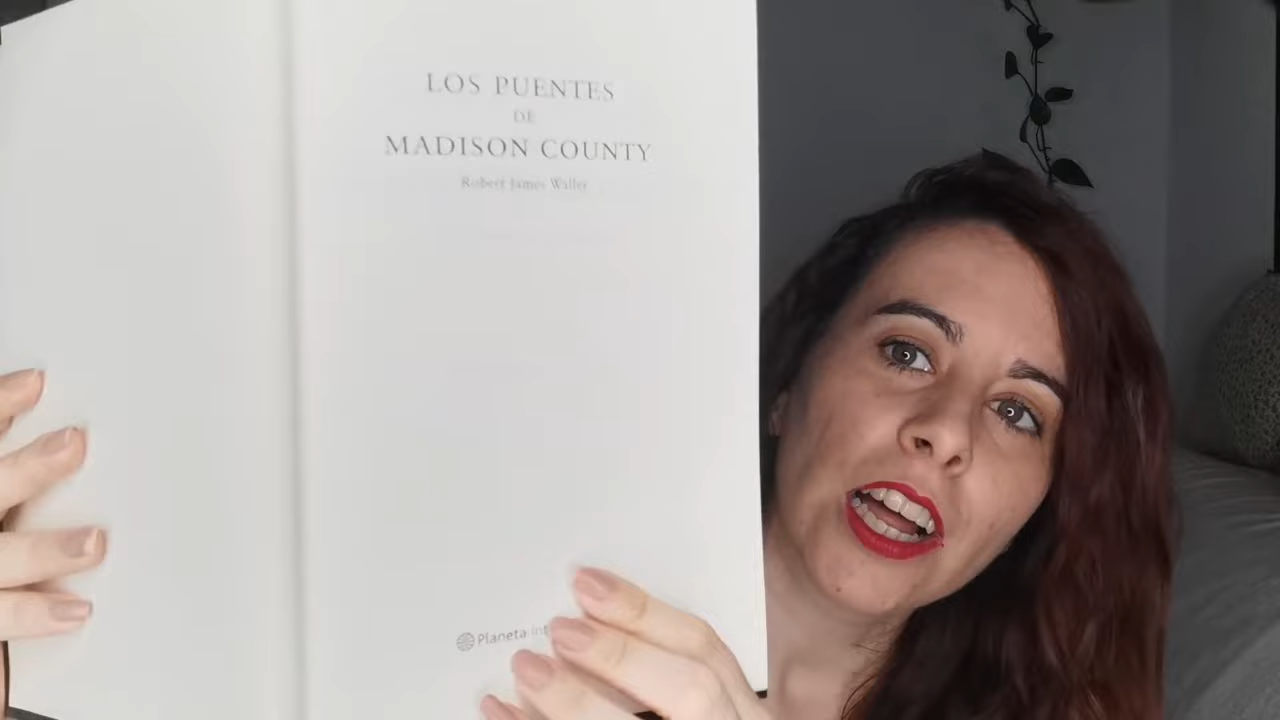 LOS PUENTES
DE
MADISON COUNTY
Robert James Waller
Planeta